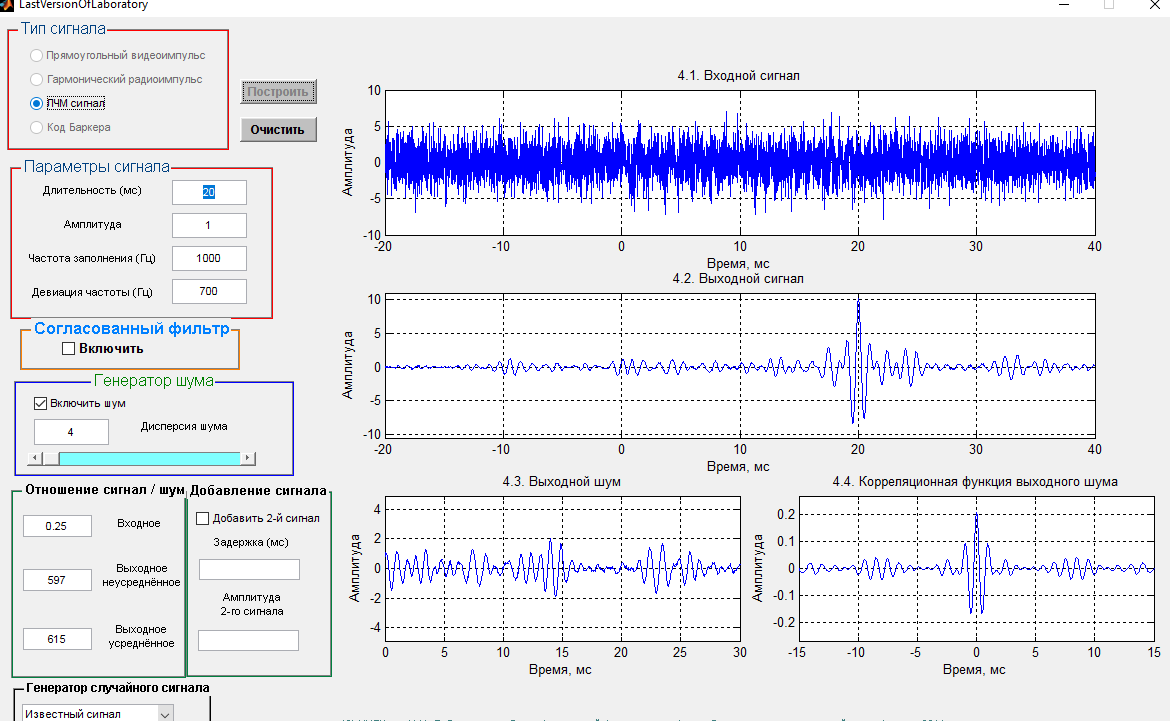 LastVersionOfLaboratory
Тип сигнала
Прямоугольный видеоимпульс
Гармонический радиоимпульс
ЛЧМ сигнал
Код Баркера
Построить
Очистить
Параметры сигнала
Длительность (мс)
20
Амплитуда
1
Частота заполнения (Гц)
1000
Девиация частоты (Гц)
700
Согласованный фильтр
Включить
Генератор шума
Включить шум
4
Дисперсия шума
Отношение сигнал / шум
0.25
Входное
597
Выходное
неусреднённое
615
Выходное
усреднённое
Добавление сигнала
Добавить 2-й сигнал
Задержка (мс)
Амплитуда
2-го сигнала
Генератор случайного сигнала
Известный сигнал
4.1. Входной сигнал
Амплитуда
10
5
0
-5
-10
-20
-10
0
10
20
30
40
Время, мс
4.2. Выходной сигнал
Амплитуда
10
5
0
-5
-10
-20
-10
0
10
20
30
40
Время, мс
4.3. Выходной шум
Амплитуда
4
2
0
-2
-4
0
5
10
15
20
25
30
Время, мс
4.4. Корреляционная функция выходного шума
Амплитуда
0.2
0.1
0
-0.1
-0.2
-15
-10
-5
0
5
10
15
Время, мс